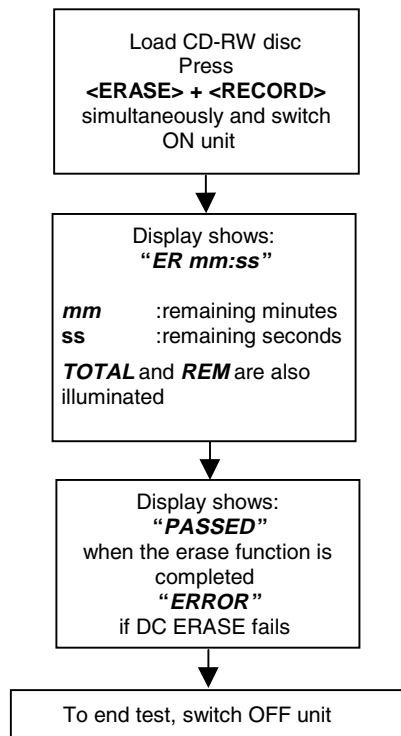 Load CD-RW disc
Press
<ERASE> + <RECORD>
simultaneously and switch
ON unit
Display shows:
“ER mm:ss”
mm :remaining minutes
ss :remaining seconds
TOTAL and REM are also
illuminated
Display shows:
“PASSED”
when the erase function is
completed
“ERROR”
if DC ERASE fails
To end test, switch OFF unit